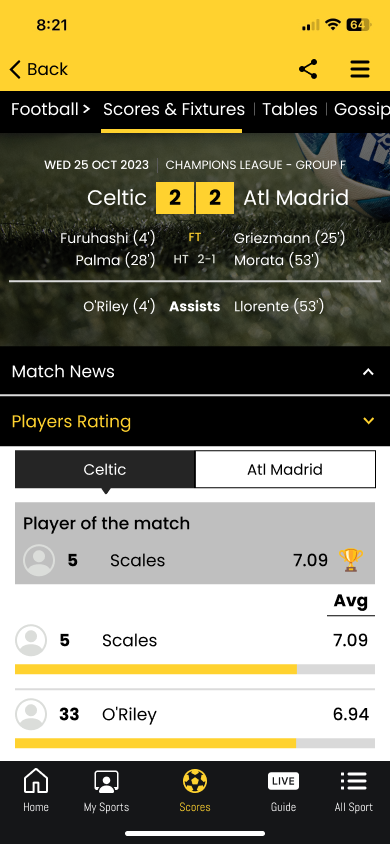 8:21 64
Back
Football > Scores & Fixtures Tables Gossip
WED 25 OCT 2023 CHAMPIONS LEAGUE - GROUP F
Celtic 2 2 Atl Madrid
Furuhashi (4') FT Griezmann (25')
Palma (28') HT 2-1 Morata (53')
O'Riley (4') Assists Llorente (53')
Match News
Players Rating
Celtic Atl Madrid
Player of the match
5 Scales 7.09
Avg
5 Scales 7.09
33 O'Riley 6.94
LIVE
Home My Sports Scores Guide All Sport